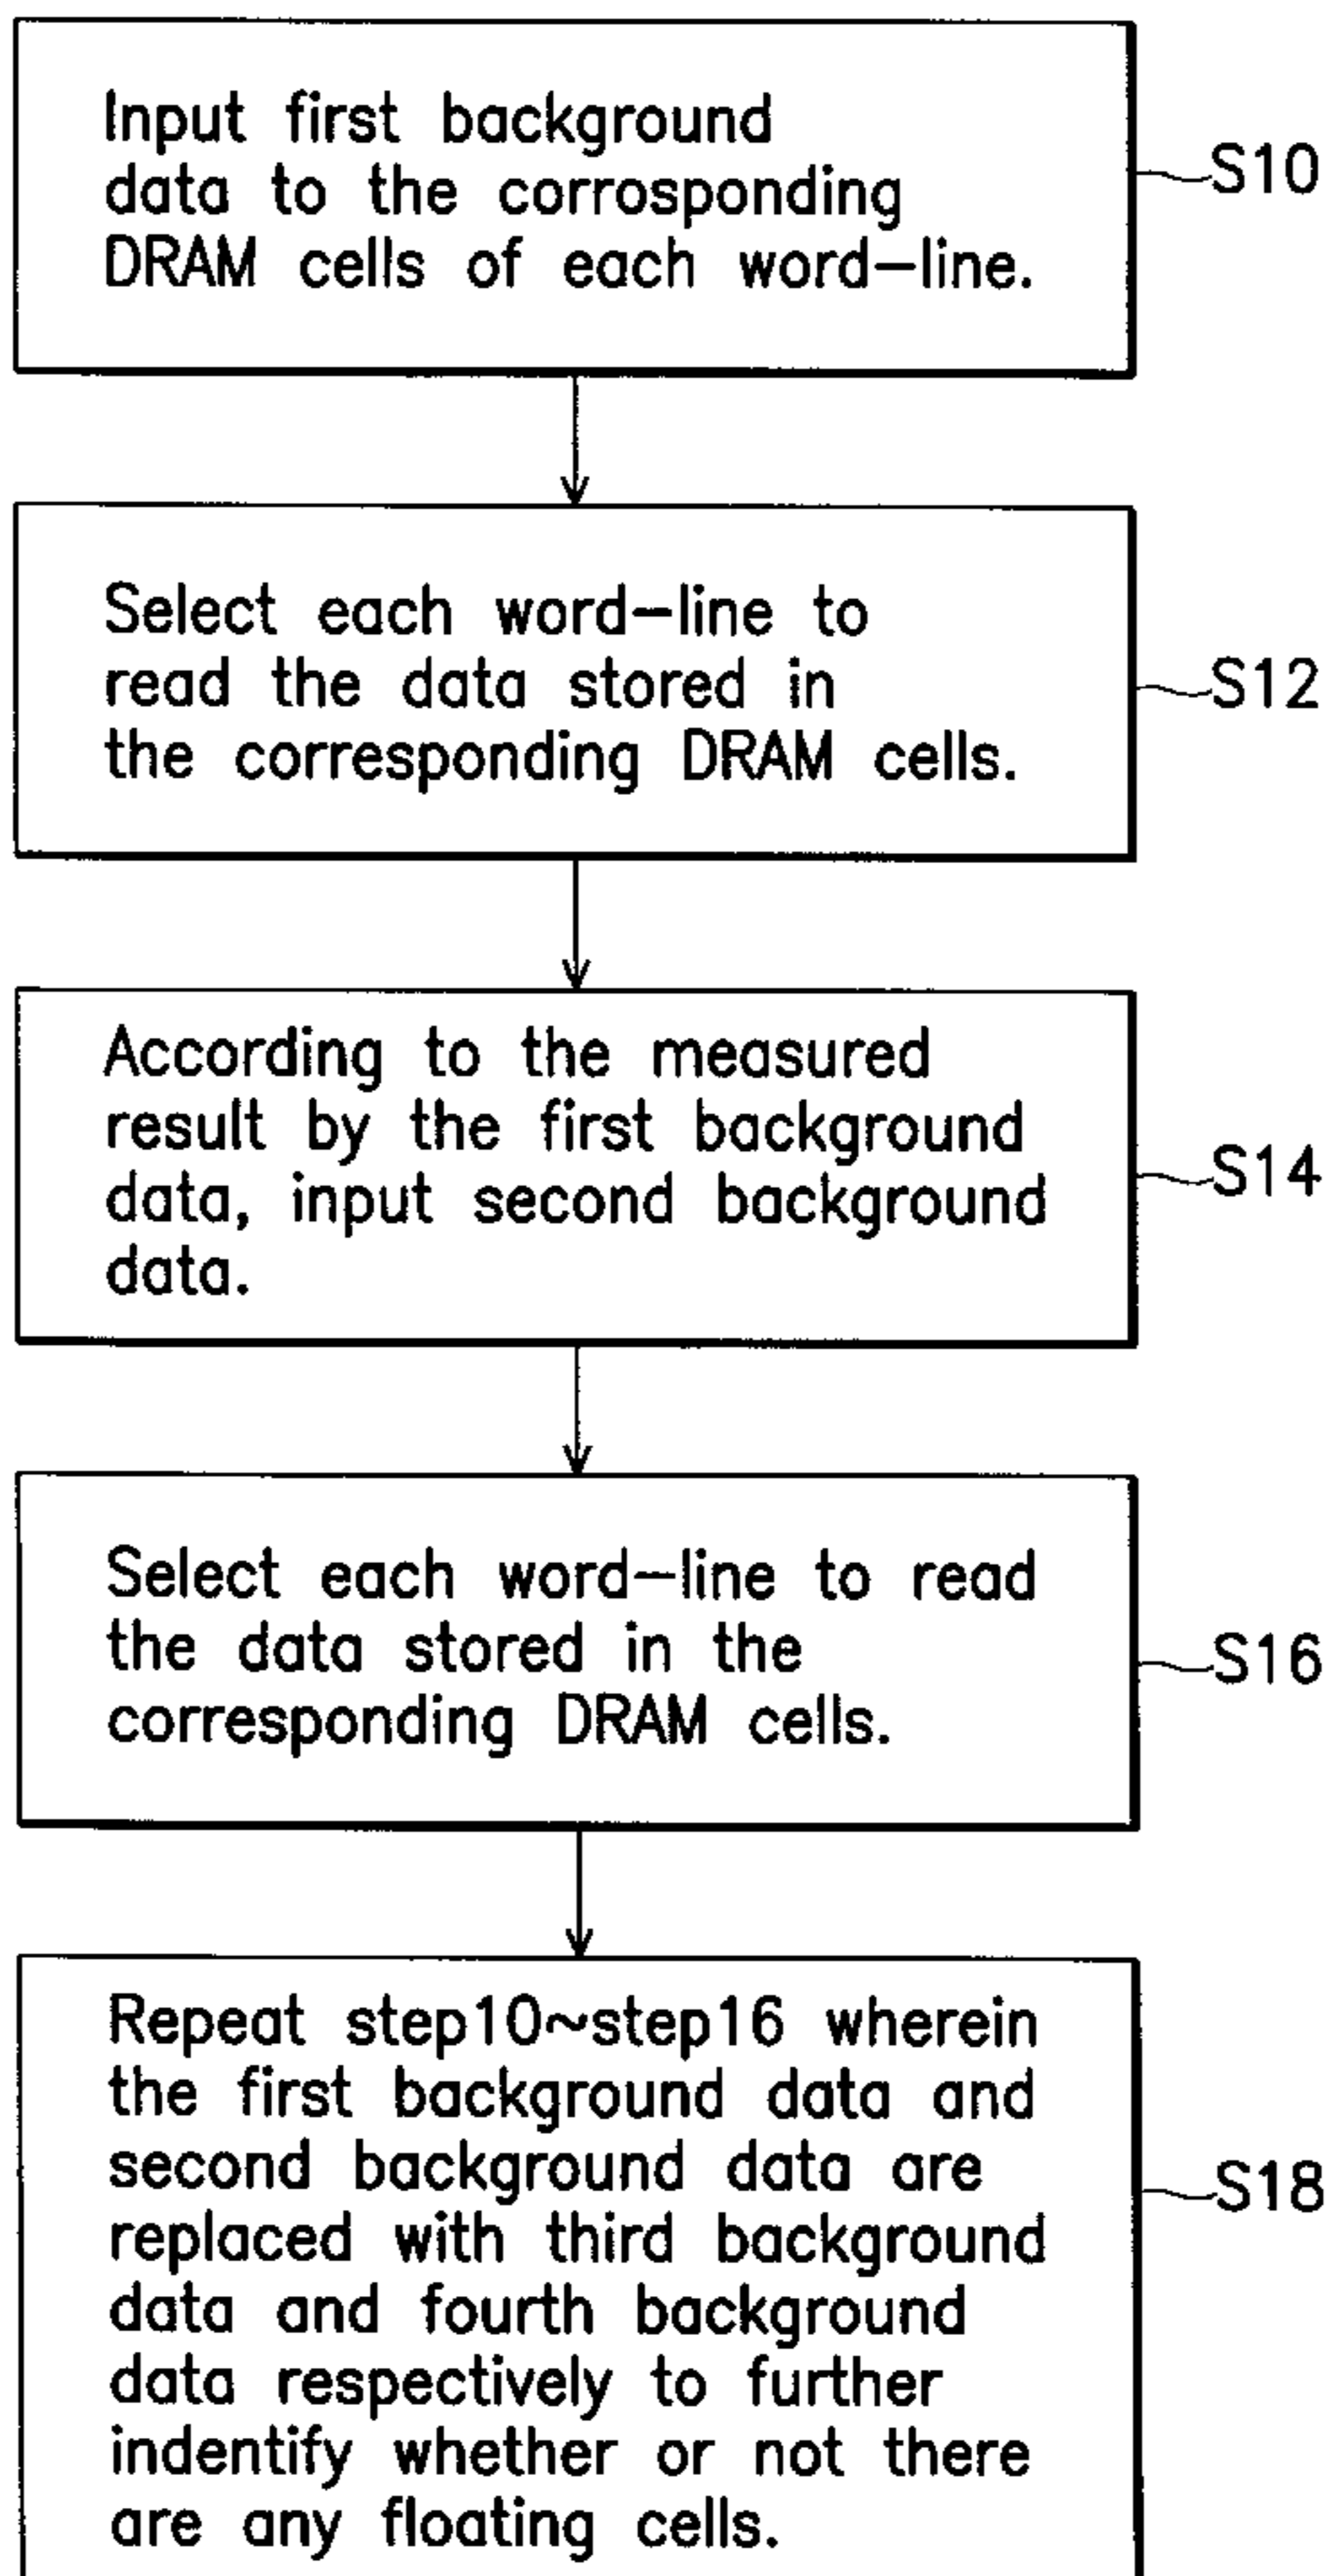 Input first background
data to the corrosponding
DRAM cells of each word-line.
S10
Select each word-line to
read the data stored in
the corresponding DRAM cells.
S12
According to the measured
result by the first background
data, input second background
data.
S14
Select each word-line to read
the data stored in the
corresponding DRAM cells.
S16
Repeat step10~step16 wherein
the first background data and
second background data are
replaced with third background
data and fourth background
data respectively to further
indentify whether or not there
are any floating cells.
S18